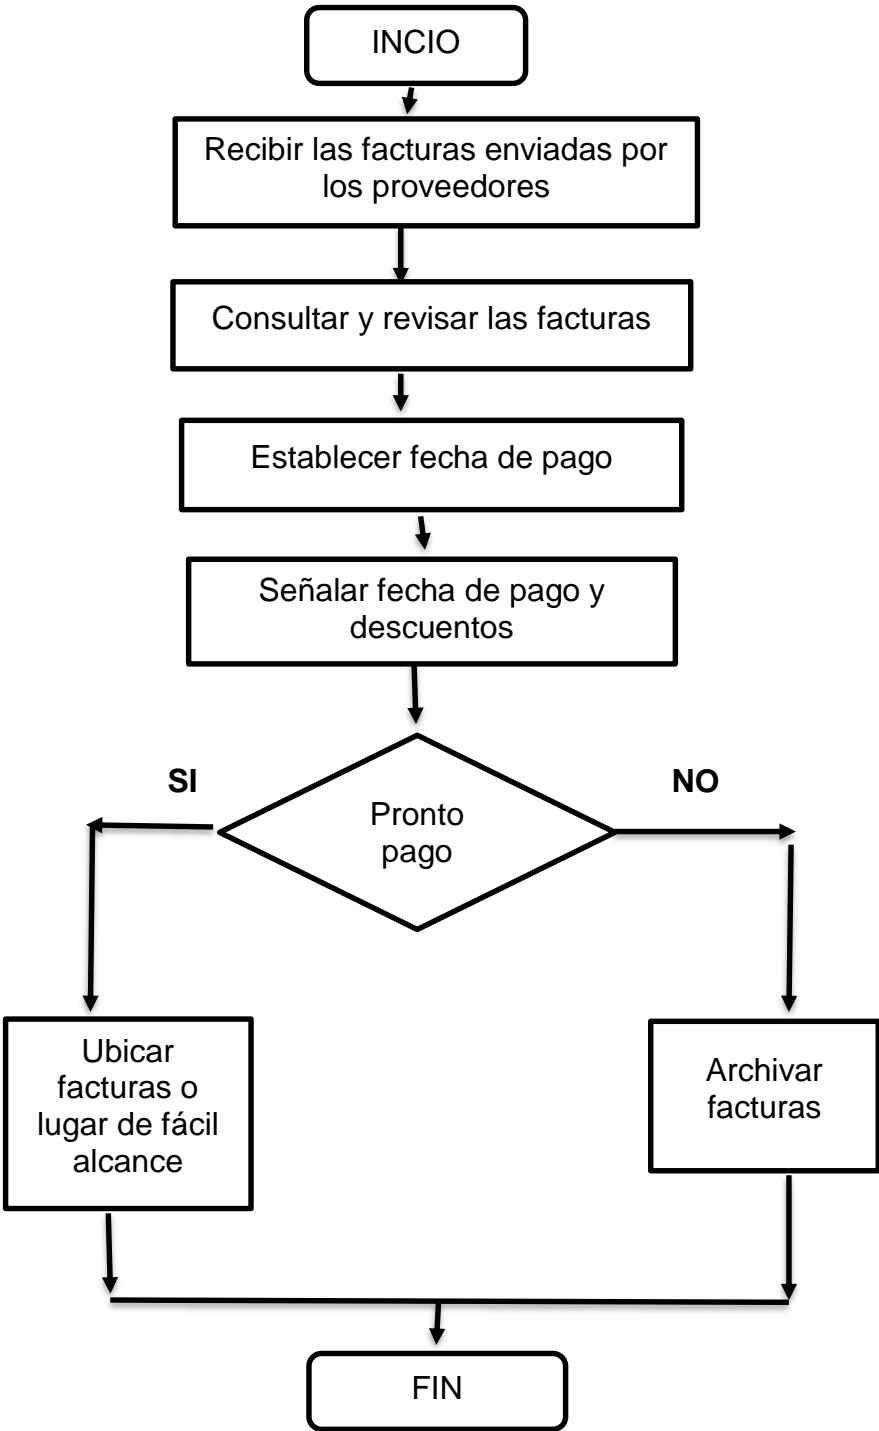 INCIO
Recibir las facturas enviadas por
los proveedores
Consultar y revisar las facturas
Establecer fecha de pago
Señalar fecha de pago y
descuentos
SI
NO
Pronto
pago
Ubicar
facturas o
lugar de fácil
alcance
Archivar
facturas
FIN